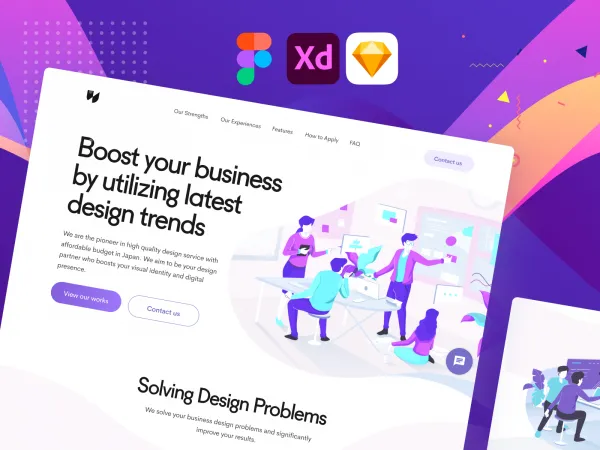 Xd
Our Strengths
Our Experiences
Features
How to Apply
FAQ
Contact us
Boost your business
by utilizing latest
design trends
We are the pioneer in high quality design service with
affordable budget in Japan. We aim to be your design
partner who boosts your visual identity and digital
presence.
View our works
Contact us
Solving Design Problems
We solve your business design problems and significantly
improve your results.